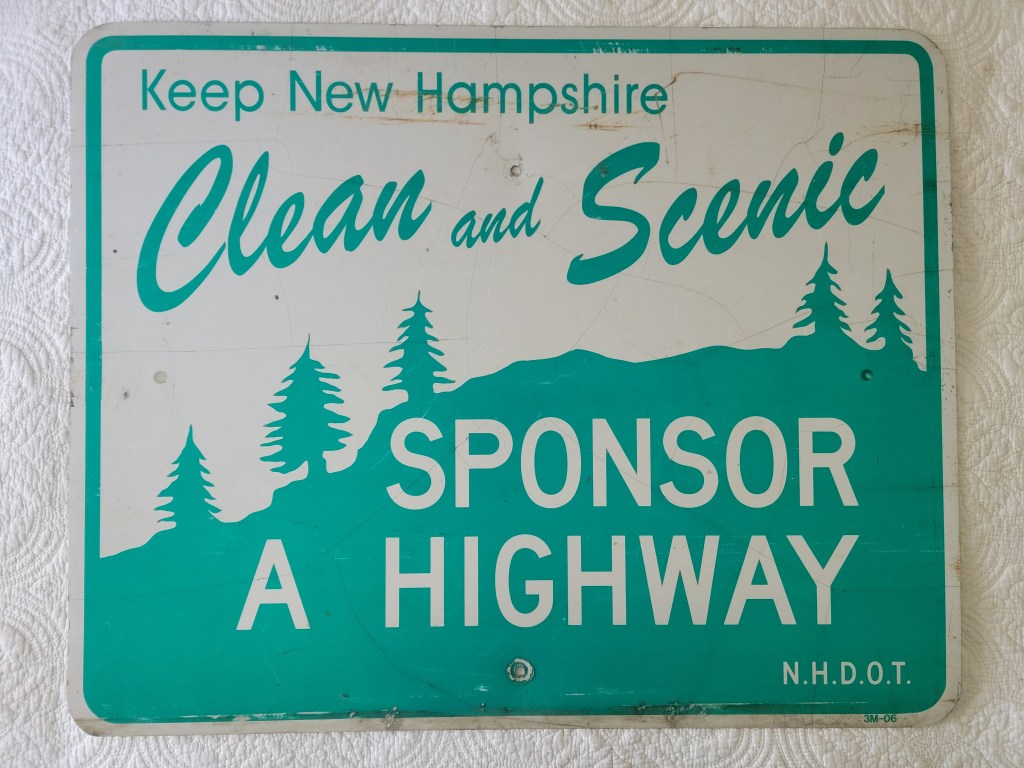 Keep New Hampshire
Clean and Scenic
SPONSOR
A HIGHWAY
N.H.D.O.T.
3M-06